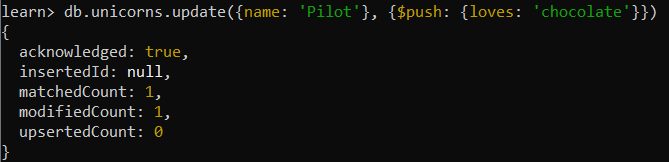 learn> db.unicorns.update({name: 'Pilot'}, {$push: {loves: 'chocolate'}})
{
  acknowledged: true,
  insertedId: null,
  matchedCount: 1,
  modifiedCount: 1,
  upsertedCount: 0
}